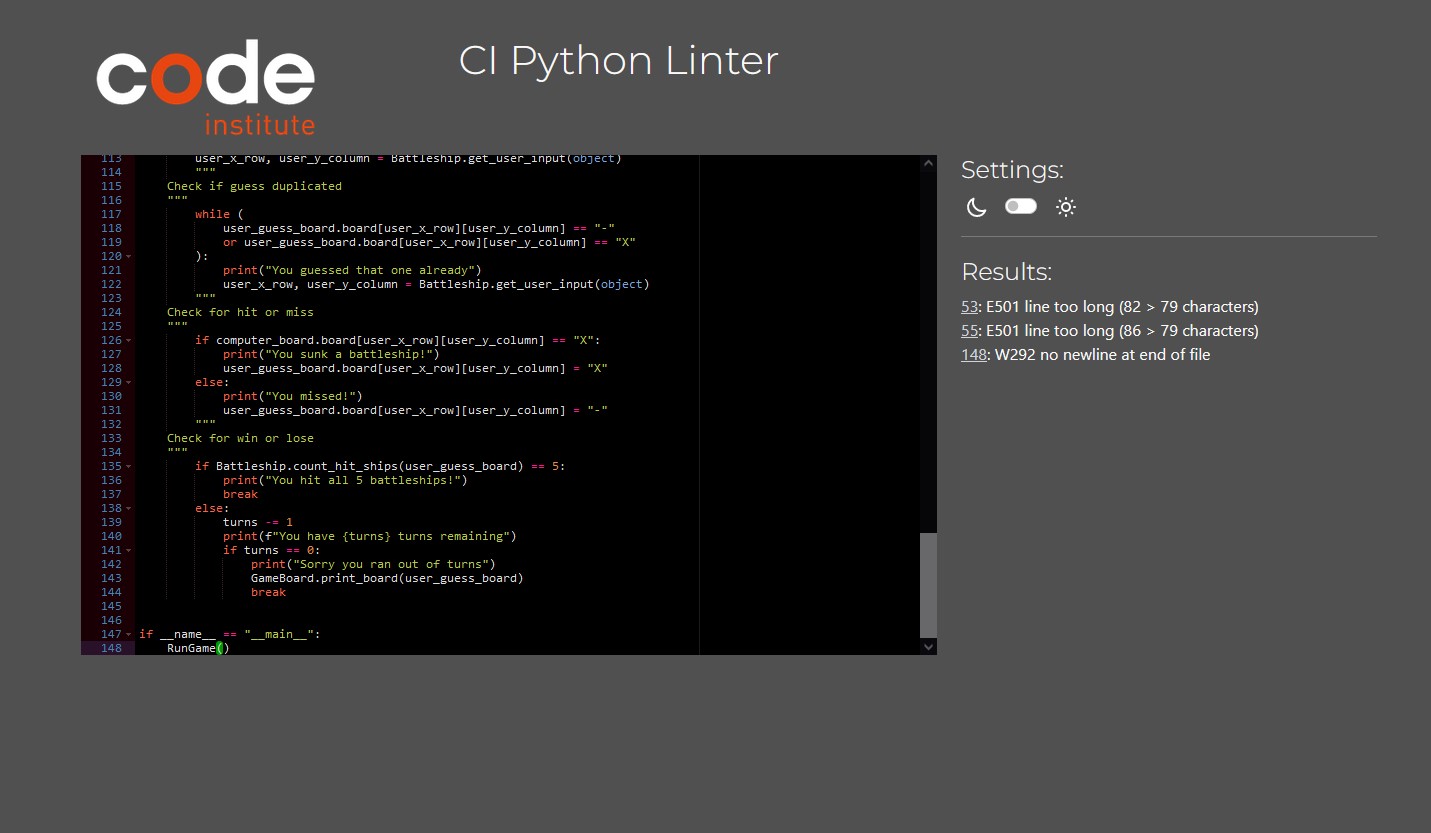 code
institute
CI Python Linter
113 user_x_row, user_y_column = Battleship.get_user_input(object)
114 """
115 Check if guess duplicated
116 """
117 while (
118 user_guess_board.board[user_x_row][user_y_column] == "-"
119 or user_guess_board.board[user_x_row][user_y_column] == "X"
120 ):
121 print("You guessed that one already")
122 user_x_row, user_y_column = Battleship.get_user_input(object)
123 """
124 Check for hit or miss
125 """
126 if computer_board.board[user_x_row][user_y_column] == "X":
127 print("You sunk a battleship!")
128 user_guess_board.board[user_x_row][user_y_column] = "X"
129 else:
130 print("You missed!")
131 user_guess_board.board[user_x_row][user_y_column] = "-"
132 """
133 Check for win or lose
134 """
135 if Battleship.count_hit_ships(user_guess_board) == 5:
136 print("You hit all 5 battleships!")
137 break
138 else:
139 turns -= 1
140 print(f"You have {turns} turns remaining")
141 if turns == 0:
142 print("Sorry you ran out of turns")
143 GameBoard.print_board(user_guess_board)
144 break
145
146
147 if __name__ == "__main__":
148 RunGame()
Settings:
Results:
53: E501 line too long (82 > 79 characters)
55: E501 line too long (86 > 79 characters)
148: W292 no newline at end of file